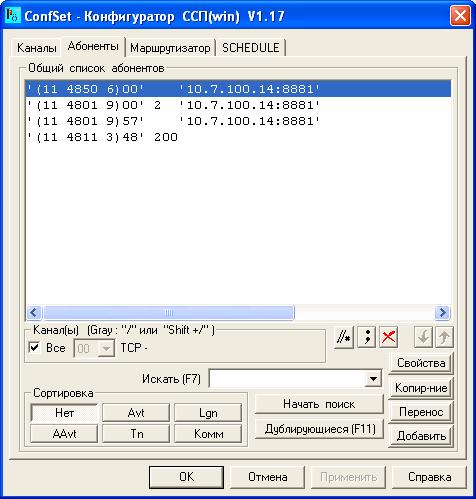 ConfSet - Конфигуратор ССП(win) V1.17
Каналы Абоненты Маршрутизатор SCHEDULE
Общий список абонентов
'(11 4850 6)00' '10.7.100.14:8881'
'(11 4801 9)00' 2 '10.7.100.14:8881'
'(11 4801 9)57' '10.7.100.14:8881'
'(11 4811 3)48' 200
Канал(ы) (Gray : "/" или "Shift +/" )
Все 00 TCP -
//* ;
Свойства
Искать (F7)
Копир-ние
Сортировка
Нет Avt Lgn
Начать поиск
Перенос
AAvt Tn Комм
Дублирующиеся (F11)
Добавить
OK Отмена Применить Справка